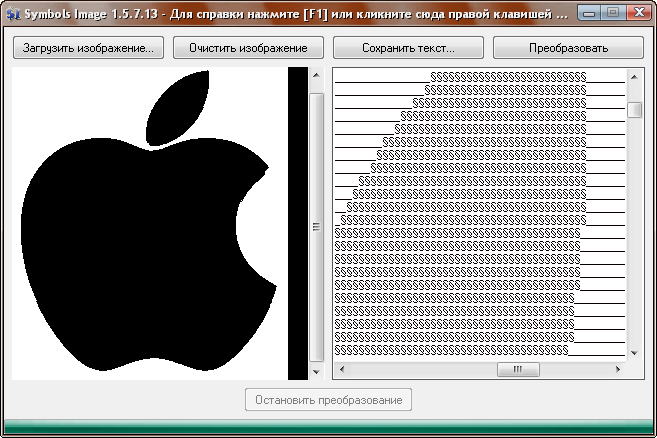 Symbols Image 1.5.7.13 - Для справки нажмите [F1] или кликните сюда правой клавишей ...
Загрузить изображение... Очистить изображение Сохранить текст... Преобразовать
Остановить преобразование